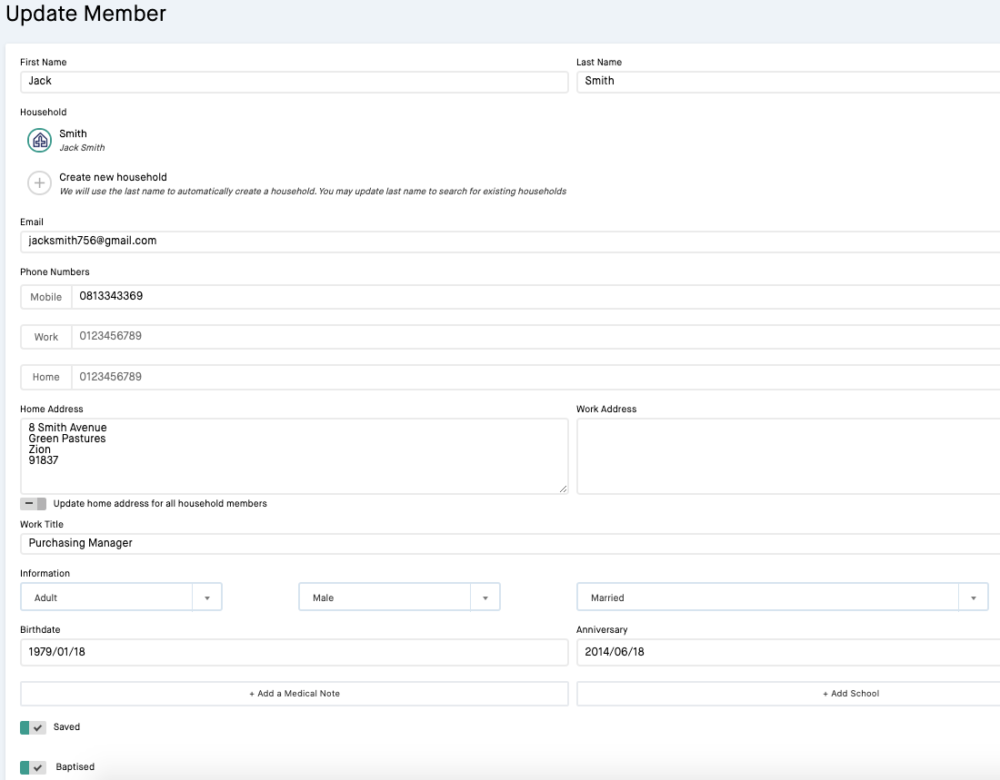 Update Member
First Name
Last Name
Jack
Smith
Household
Smith
Jack Smith
Create new household
We will use the last name to automatically create a household. You may update last name to search for existing households
Email
jacksmith756@gmail.com
Phone Numbers
Mobile 0813343369
Work 0123456789
Home 0123456789
Home Address
Work Address
8 Smith Avenue
Green Pastures
Zion
91837
Update home address for all household members
Work Title
Purchasing Manager
Information
Adult
Male
Married
Birthdate
Anniversary
1979/01/18
2014/06/18
+ Add a Medical Note
+ Add School
Saved
Baptised